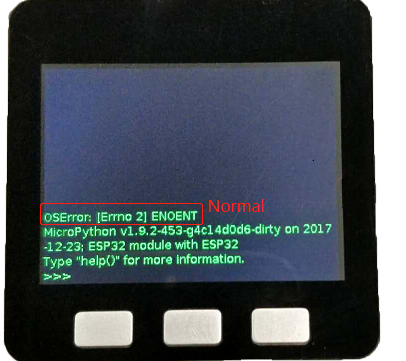 OSError: [Errno 2] ENOENT
Normal
MicroPython v1.9.2-453-g4c14d0d6-dirty on 2017
-12-23; ESP32 module with ESP32
Type "help()" for more information.
>>>